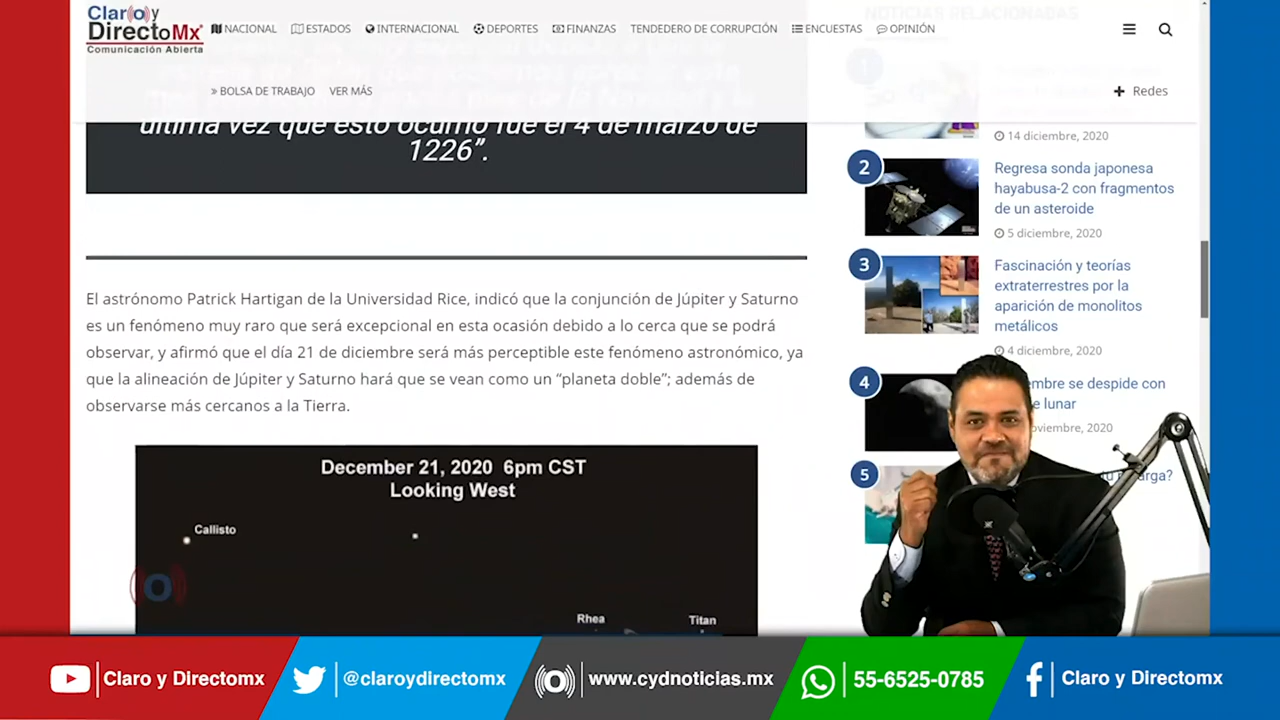 Claro y
DirectoMx
Comunicación Abierta
NACIONAL
ESTADOS
INTERNACIONAL
DEPORTES
FINANZAS
TENDEDERO DE CORRUPCIÓN
ENCUESTAS
OPINIÓN
» BOLSA DE TRABAJO
VER MÁS
+ Redes
NOTICIAS RELACIONADAS
última vez que esto ocurrió fue el 4 de marzo de
1226”.
El astrónomo Patrick Hartigan de la Universidad Rice, indicó que la conjunción de Júpiter y Saturno
es un fenómeno muy raro que será excepcional en esta ocasión debido a lo cerca que se podrá
observar, y afirmó que el día 21 de diciembre será más perceptible este fenómeno astronómico, ya
que la alineación de Júpiter y Saturno hará que se vean como un “planeta doble”; además de
observarse más cercanos a la Tierra.
December 21, 2020 6pm CST
Looking West
Callisto
Rhea
Titan
1
14 diciembre, 2020
2
Regresa sonda japonesa
hayabusa-2 con fragmentos
de un asteroide
5 diciembre, 2020
3
Fascinación y teorías
extraterrestres por la
aparición de monolitos
metálicos
4 diciembre, 2020
4
embre se despide con
e lunar
oviembre, 2020
5
Claro y Directomx
@claroydirectomx
www.cydnoticias.mx
55-6525-0785
Claro y Directomx